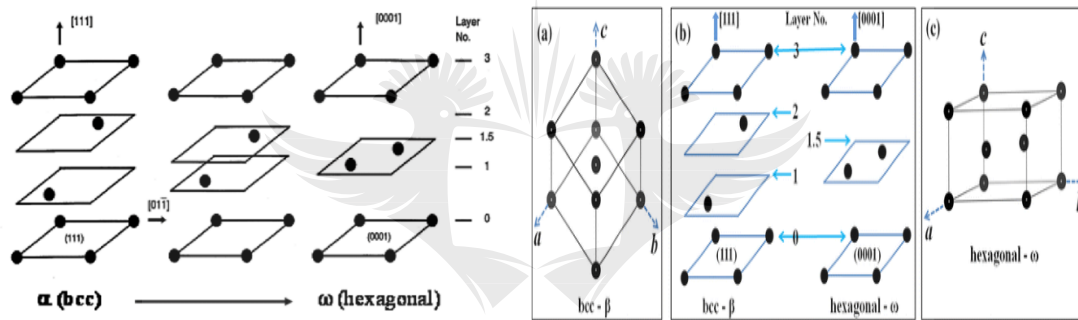 [111]
[0001]
Layer
No.
3
2
1.5
1
0
[011̄]
(111)
(0001)
α (bcc)
ω (hexagonal)
(a)
c
a
b
bcc - β
(b)
[111]
Layer No.
[0001]
3
2
1.5
1
0
(111)
(0001)
bcc - β
hexagonal - ω
(c)
c
a
hexagonal - ω